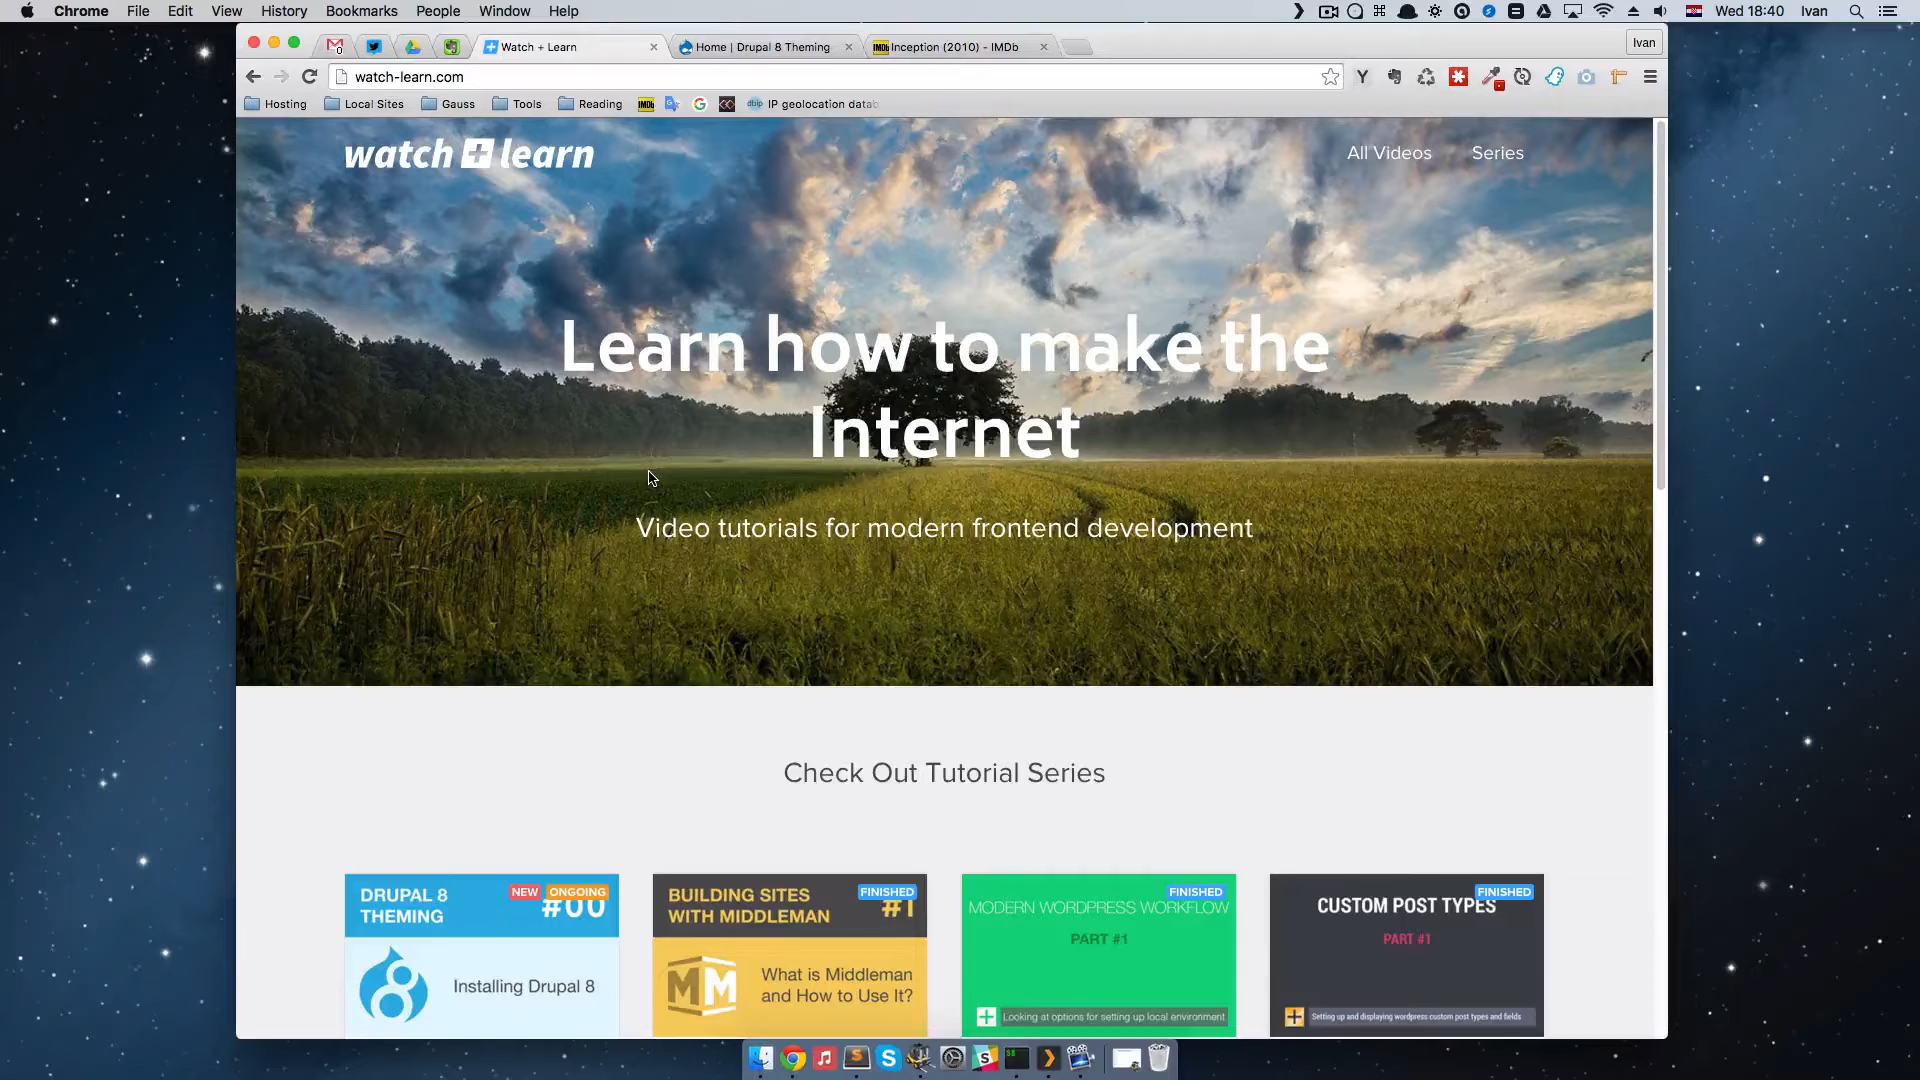 Chrome File Edit View History Bookmarks People Window Help
Wed 18:40 Ivan
Watch + Learn
Home | Drupal 8 Theming
Inception (2010) - IMDb
Ivan
watch-learn.com
Hosting Local Sites Gauss Tools Reading IP geolocation datab
watch + learn
All Videos Series
Learn how to make the
Internet
Video tutorials for modern frontend development
Check Out Tutorial Series
DRUPAL 8
THEMING
NEW ONGOING
#00
Installing Drupal 8
BUILDING SITES
WITH MIDDLEMAN
FINISHED
#1
What is Middleman
and How to Use It?
FINISHED
MODERN WORDPRESS WORKFLOW
PART #1
Looking at options for setting up local environment
FINISHED
CUSTOM POST TYPES
PART #1
Setting up and displaying wordpress custom post types and fields